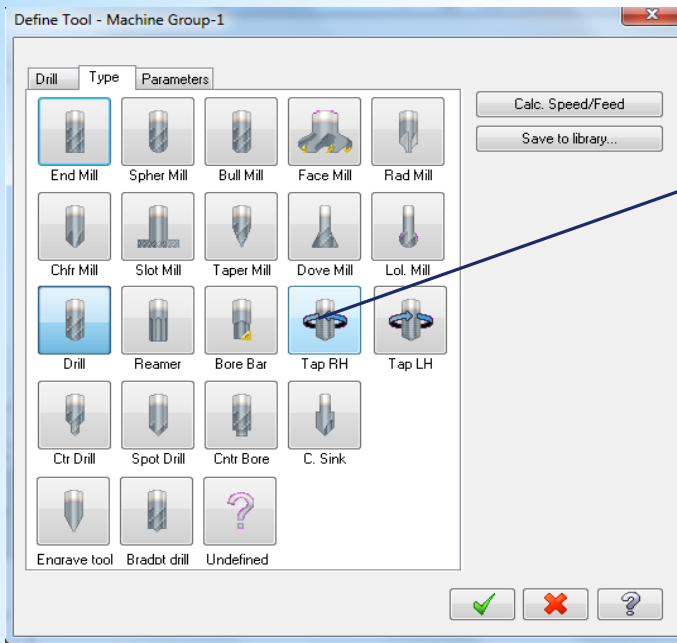 Define Tool - Machine Group-1
Drill Type Parameters
Calc. Speed/Feed
Save to library...
End Mill Spher Mill Bull Mill Face Mill Rad Mill
Chfr Mill Slot Mill Taper Mill Dove Mill Lol. Mill
Drill Reamer Bore Bar Tap RH Tap LH
Ctr Drill Spot Drill Cntr Bore C. Sink
Engrave tool Bradpt drill Undefined